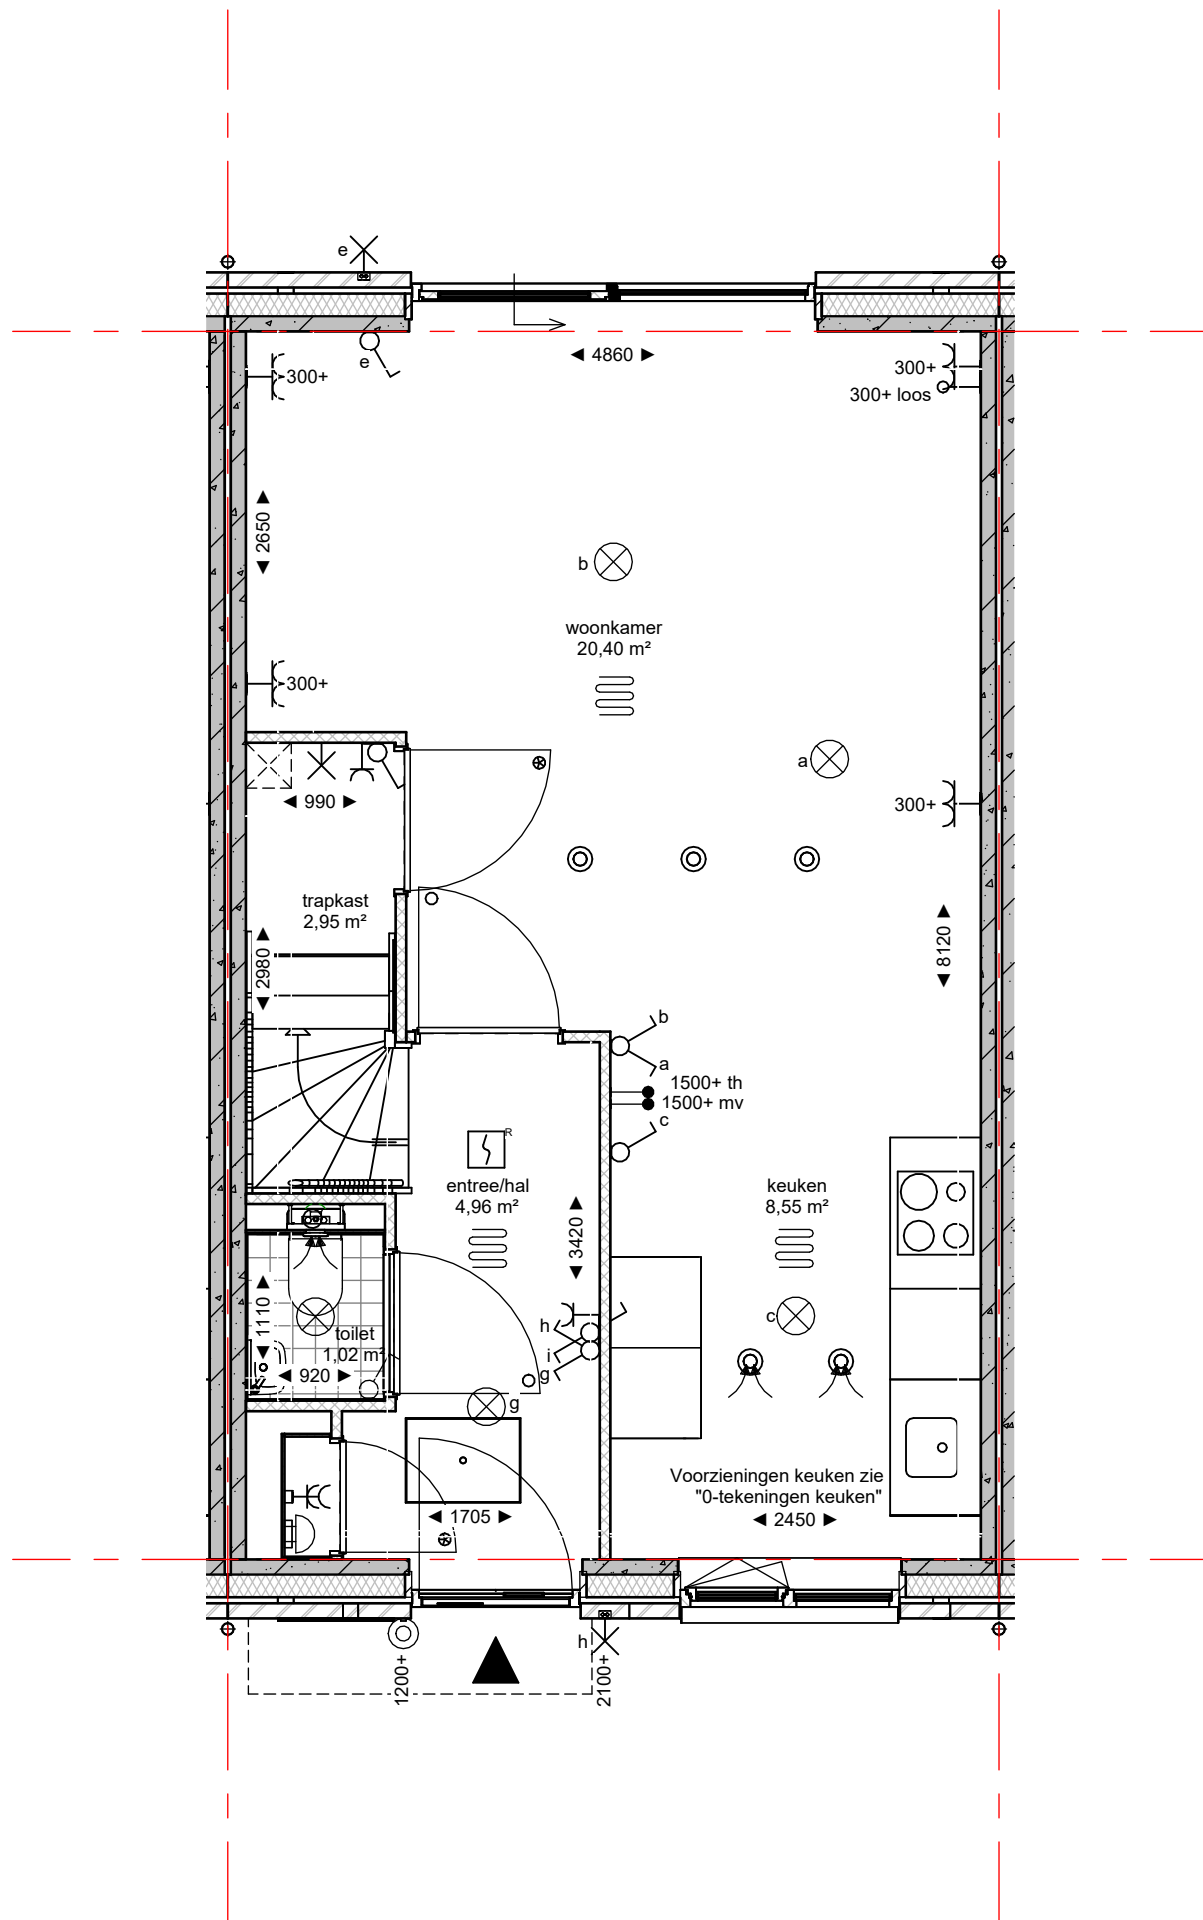 e
e
◄ 4860 ►
300+
300+
300+ loos
◄ 2650 ►
b
woonkamer
20,40 m²
300+
a
◄ 990 ►
300+
trapkast
2,95 m²
◄ 2980 ►
◄ 8120 ►
b
a
1500+ th
1500+ mv
c
R
entree/hal
4,96 m²
keuken
8,55 m²
◄ 3420 ►
◄ 1110 ►
toilet
1,02 m²
◄ 920 ►
h
i
g
c
g
Voorzieningen keuken zie
"0-tekeningen keuken"
◄ 1705 ►
◄ 2450 ►
h
1200+
2100+